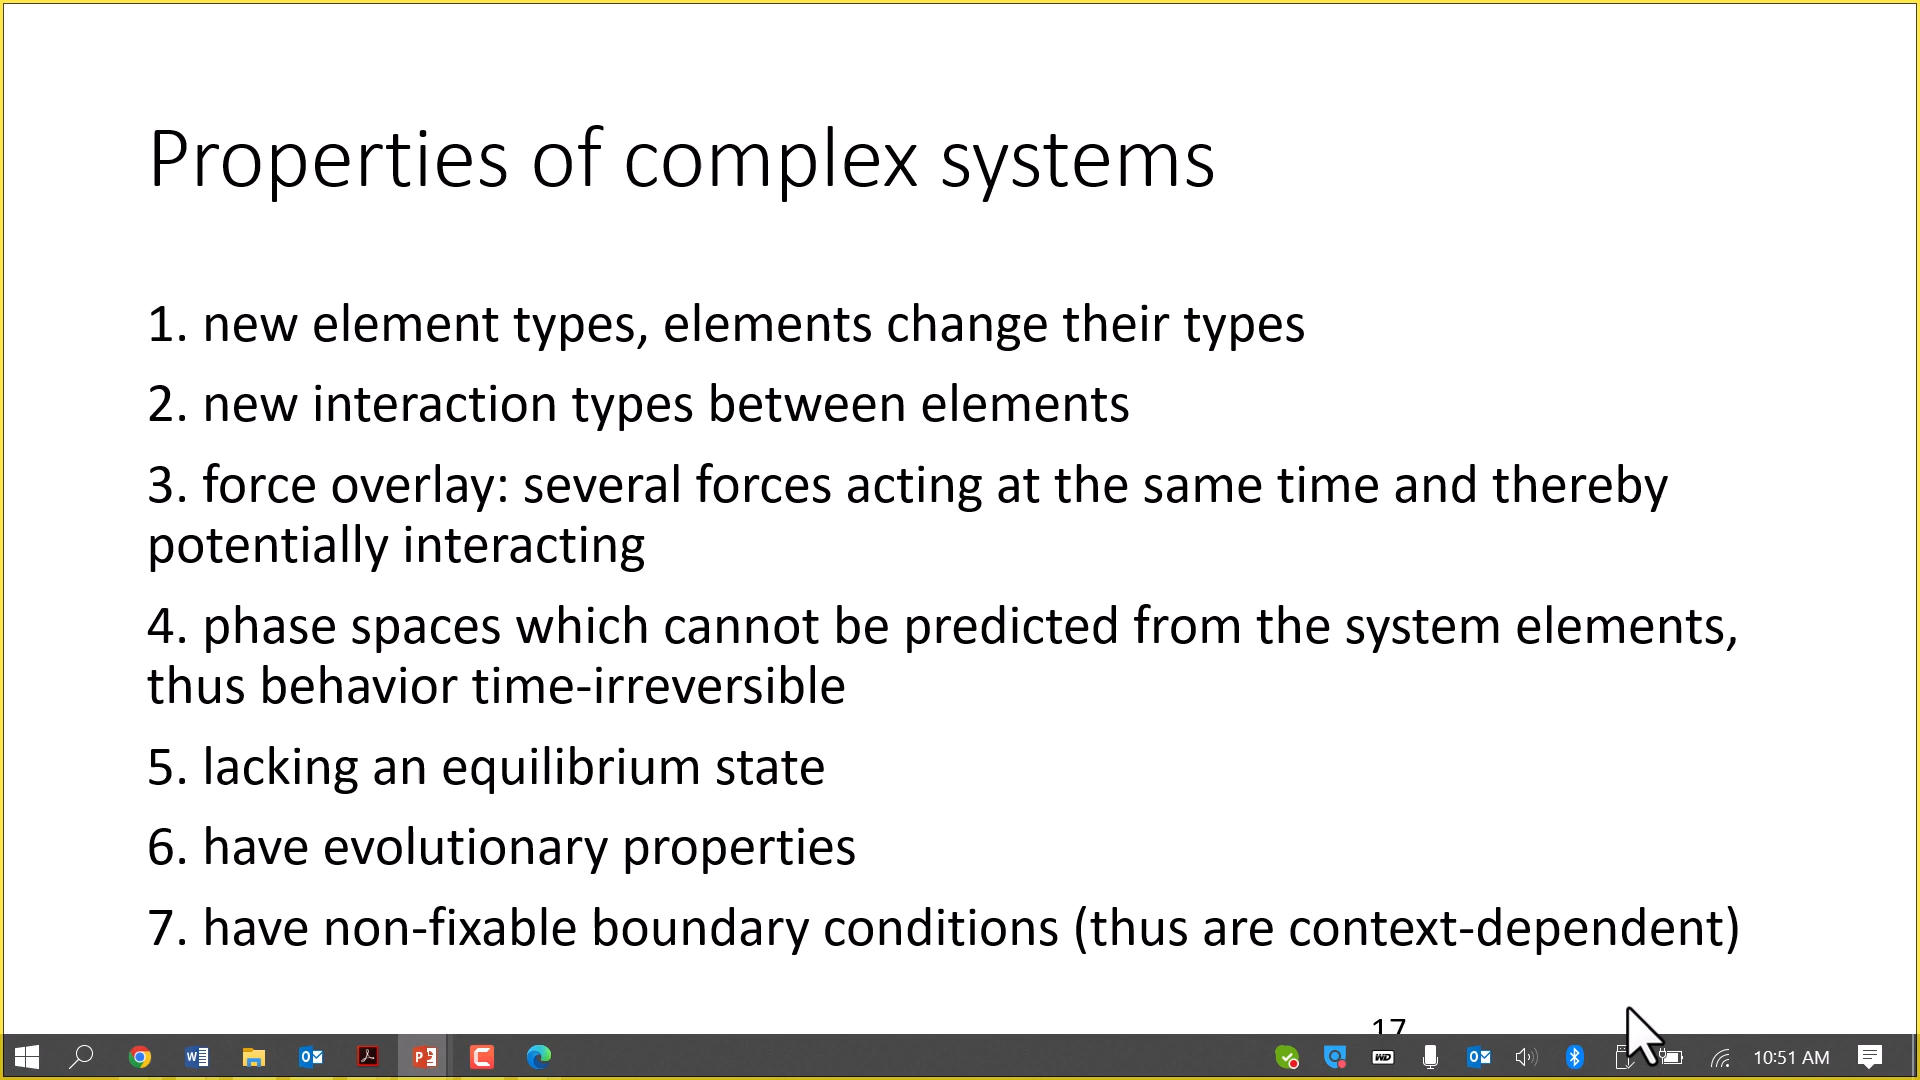 Properties of complex systems
1. new element types, elements change their types
2. new interaction types between elements
3. force overlay: several forces acting at the same time and thereby
potentially interacting
4. phase spaces which cannot be predicted from the system elements,
thus behavior time-irreversible
5. lacking an equilibrium state
6. have evolutionary properties
7. have non-fixable boundary conditions (thus are context-dependent)
17
10:51 AM